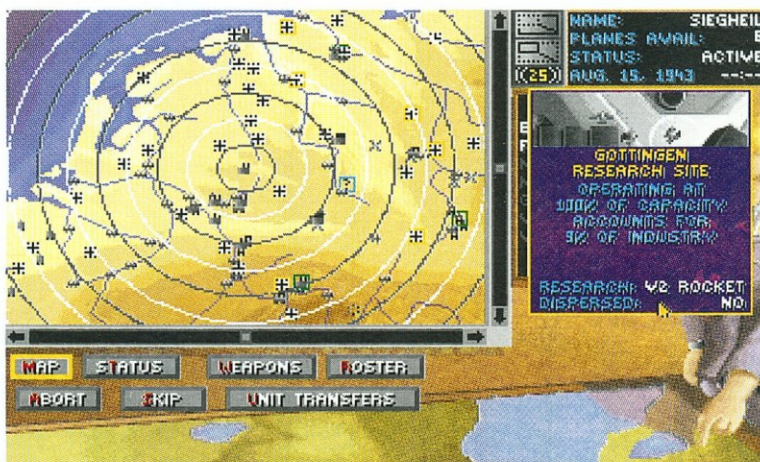 NAME: SIEGHEIL
PLANES AVAIL:
STATUS: ACTIVE
((25)) AUG. 15, 1943 --:--
GOTTINGEN
RESEARCH SITE
OPERATING AT
100% OF CAPACITY
ACCOUNTS FOR
9% OF INDUSTRY
RESEARCH: V2 ROCKET
DISPERSED: NO
MAP STATUS WEAPONS ROSTER
ABORT SKIP UNIT TRANSFERS